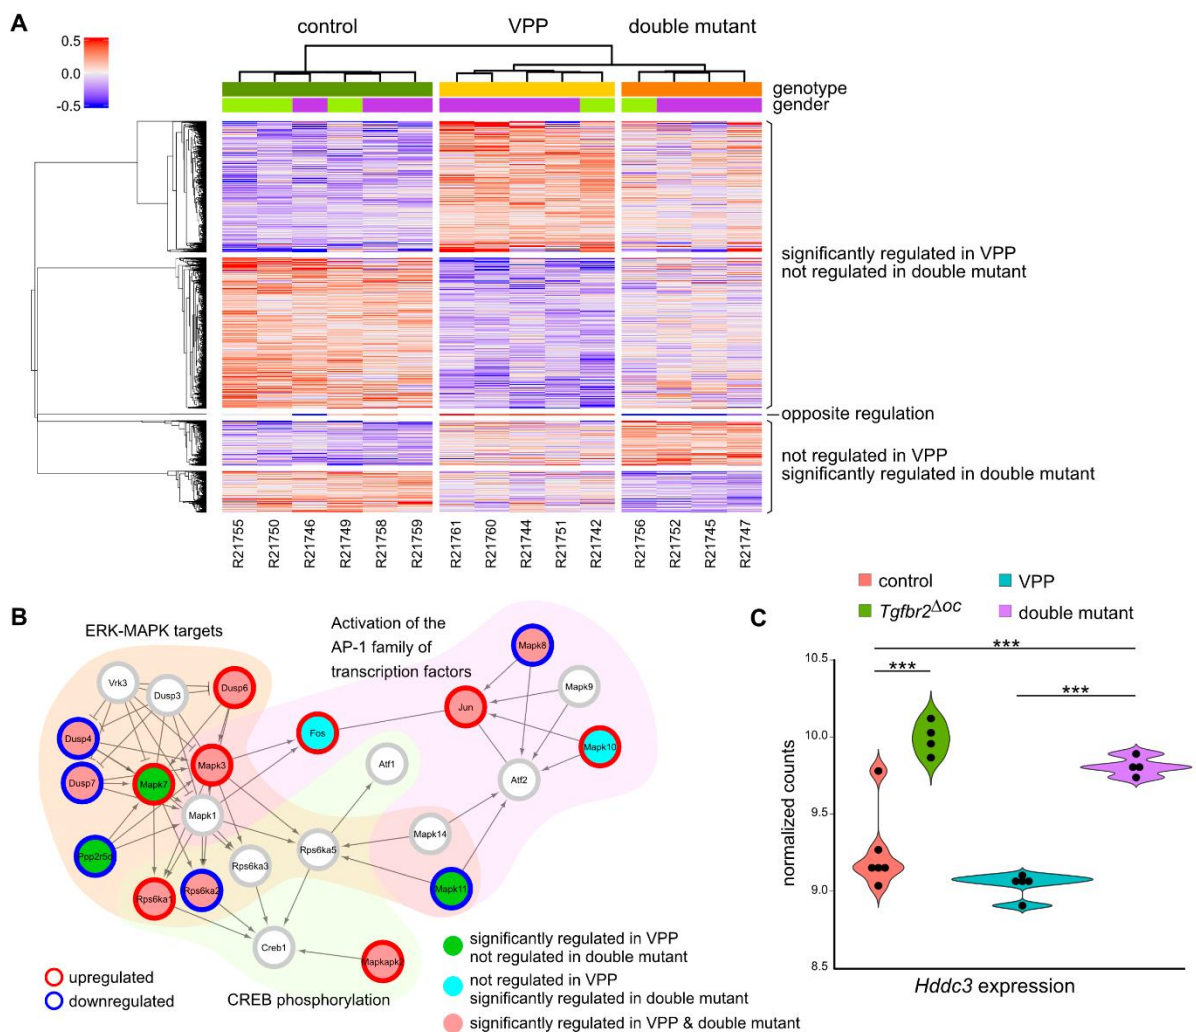 A
control VPP double mutant
0.5
0.0
-0.5
genotype
gender
significantly regulated in VPP
not regulated in double mutant
opposite regulation
not regulated in VPP
significantly regulated in double mutant
R21755 R21750 R21746 R21749 R21758 R21759 R21761 R21760 R21744 R21751 R21742 R21756 R21752 R21745 R21747
B
ERK-MAPK targets
Activation of the
AP-1 family of
transcription factors
Vrk3
Dusp3
Dusp6
Mapk8
Mapk9
Jun
Dusp4
Fos
Mapk10
Mapk3
Atf1
Dusp7
Mapk7
Atf2
Mapk1
Mapk14
Ppp2r5d
Rps6ka3
Rps6ka5
Rps6ka1
Rps6ka2
Mapk11
Creb1
Mapkapk2
CREB phosphorylation
upregulated
downregulated
significantly regulated in VPP
not regulated in double mutant
not regulated in VPP
significantly regulated in double mutant
significantly regulated in VPP & double mutant
C
control
VPP
Tgfbr2ΔOC
double mutant
***
***
***
normalized counts
10.5
10.0
9.5
9.0
8.5
Hddc3 expression